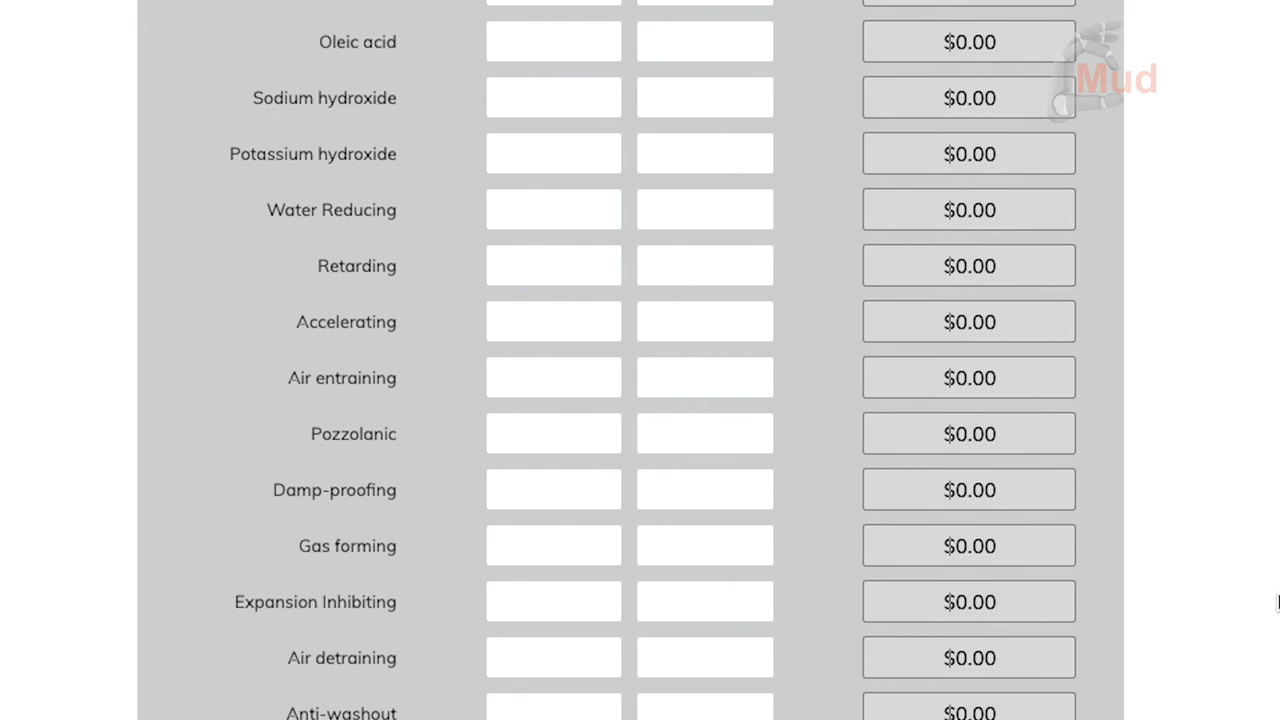 Oleic acid $0.00
Mud
Sodium hydroxide $0.00
Potassium hydroxide $0.00
Water Reducing $0.00
Retarding $0.00
Accelerating $0.00
Air entraining $0.00
Pozzolanic $0.00
Damp-proofing $0.00
Gas forming $0.00
Expansion Inhibiting $0.00
Air detraining $0.00
Anti-washout $0.00